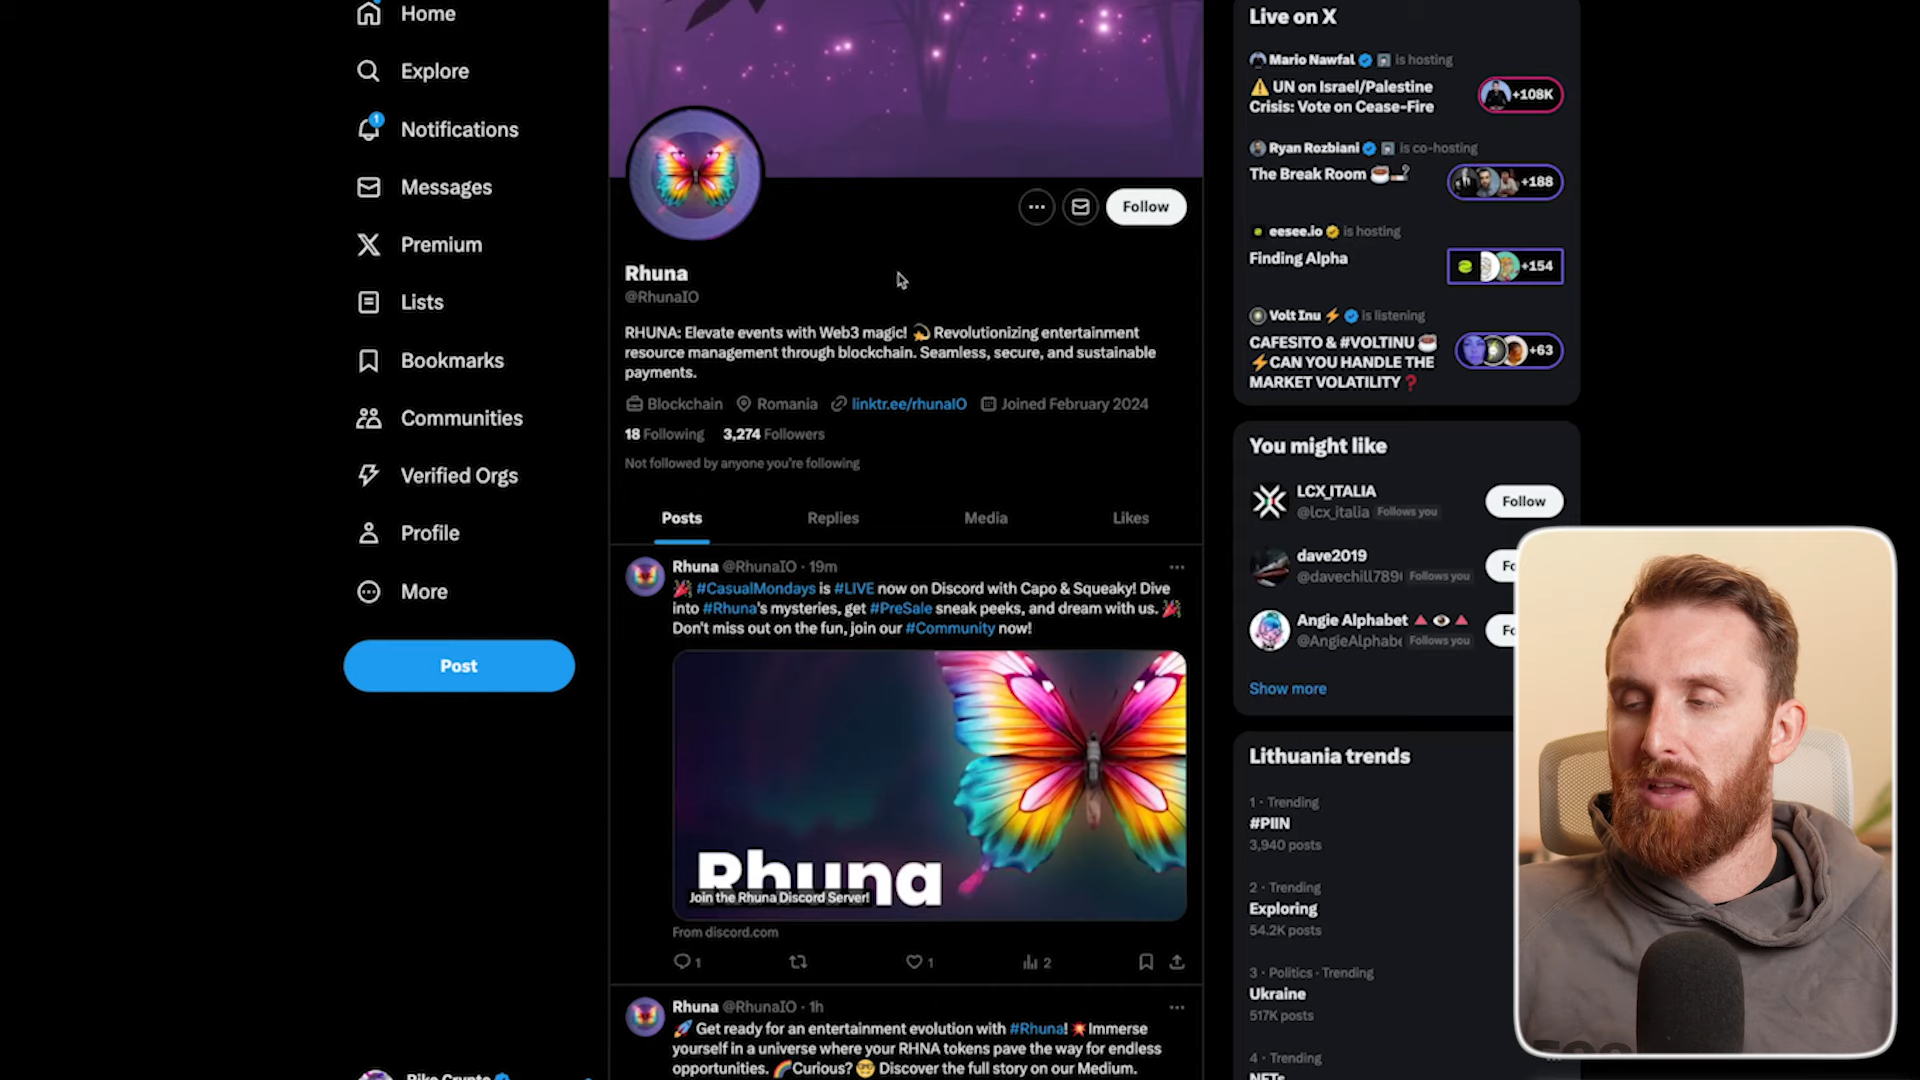 Home
Explore
1
Notifications
Messages
Premium
Lists
Bookmarks
Communities
Verified Orgs
Profile
More
Post
Follow
Rhuna
@RhunaIO
RHUNA: Elevate events with Web3 magic! 💫 Revolutionizing entertainment
resource management through blockchain. Seamless, secure, and sustainable
payments.
Blockchain Romania linktr.ee/rhunaIO Joined February 2024
18 Following 3,274 Followers
Not followed by anyone you're following
Posts Replies Media Likes
Rhuna @RhunaIO · 19m
🎉 #CasualMondays is #LIVE now on Discord with Capo & Squeaky! Dive
into #Rhuna's mysteries, get #PreSale sneak peeks, and dream with us. 🎉
Don't miss out on the fun, join our #Community now!
Rhuna
Join the Rhuna Discord Server!
From discord.com
1 1 2
Rhuna @RhunaIO · 1h
🚀 Get ready for an entertainment evolution with #Rhuna! 💥Immerse
yourself in a universe where your RHNA tokens pave the way for endless
opportunities. 🌈Curious? 🤓 Discover the full story on our Medium.
Live on X
Mario Nawfal is hosting
⚠️ UN on Israel/Palestine
Crisis: Vote on Cease-Fire
+108K
Ryan Rozbiani is co-hosting
The Break Room ☕🚬
+188
eesee.io is hosting
Finding Alpha
+154
Volt Inu ⚡ is listening
CAFESITO & #VOLTINU ☕
⚡CAN YOU HANDLE THE
MARKET VOLATILITY ❓
+63
You might like
LCX_ITALIA
@lcx_italia Follows you
Follow
dave2019
@davechill789 Follows you
Fo
Angie Alphabet 🔺👁🔺
@AngieAlphabe Follows you
Fo
Show more
Lithuania trends
1 · Trending
#PIIN
3,940 posts
2 · Trending
Exploring
54.2K posts
3 · Politics · Trending
Ukraine
517K posts
4 · Trending
NFTs